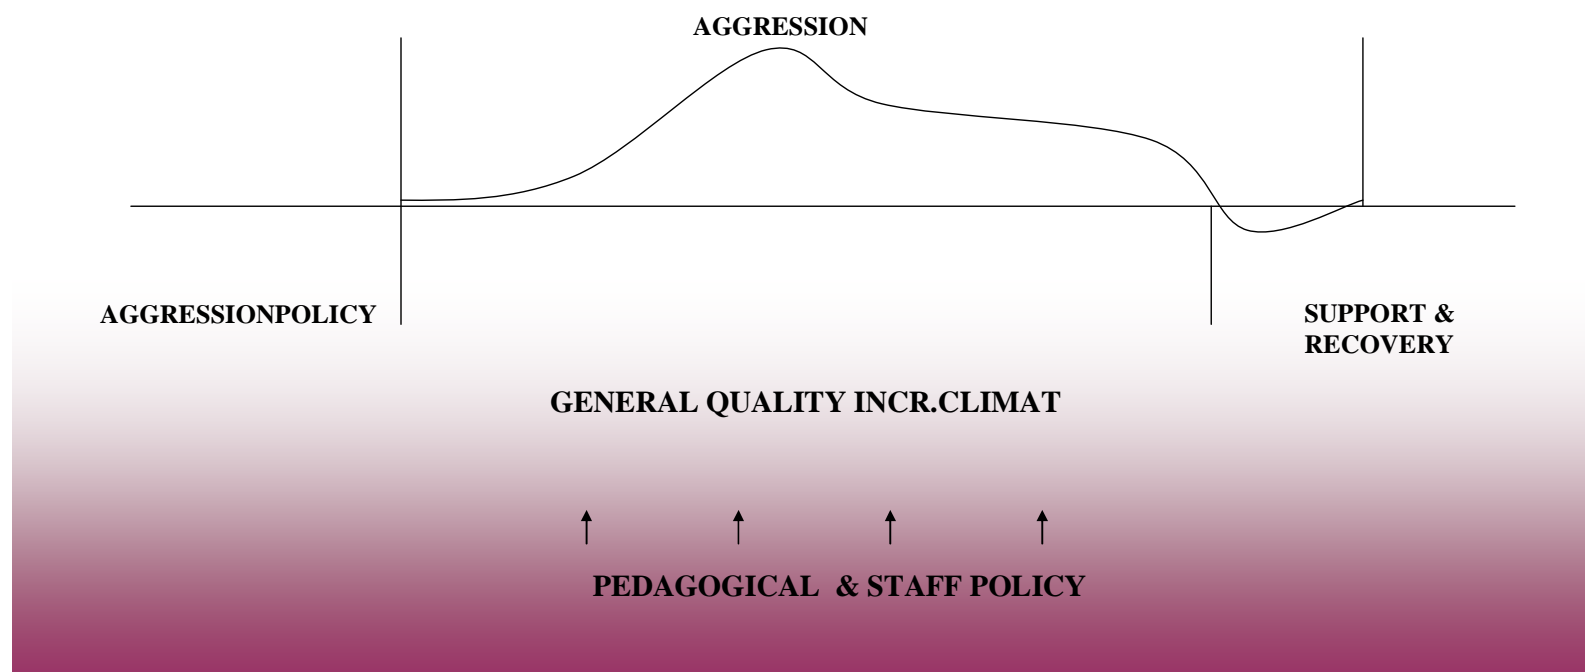 AGGRESSION
AGGRESSIONPOLICY
SUPPORT &
RECOVERY
GENERAL QUALITY INCR.CLIMAT
PEDAGOGICAL  & STAFF POLICY